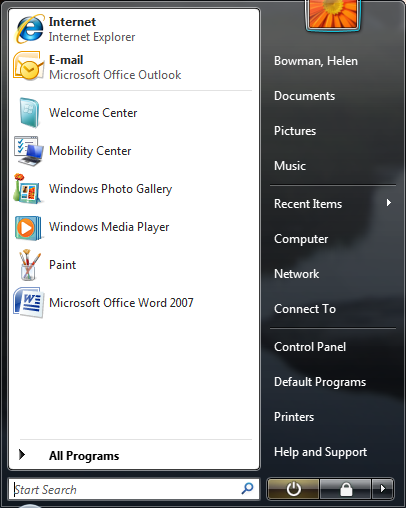 Internet
Internet Explorer
E-mail
Microsoft Office Outlook
Welcome Center
Mobility Center
Windows Photo Gallery
Windows Media Player
Paint
Microsoft Office Word 2007
All Programs
Start Search
Bowman, Helen
Documents
Pictures
Music
Recent Items
Computer
Network
Connect To
Control Panel
Default Programs
Printers
Help and Support